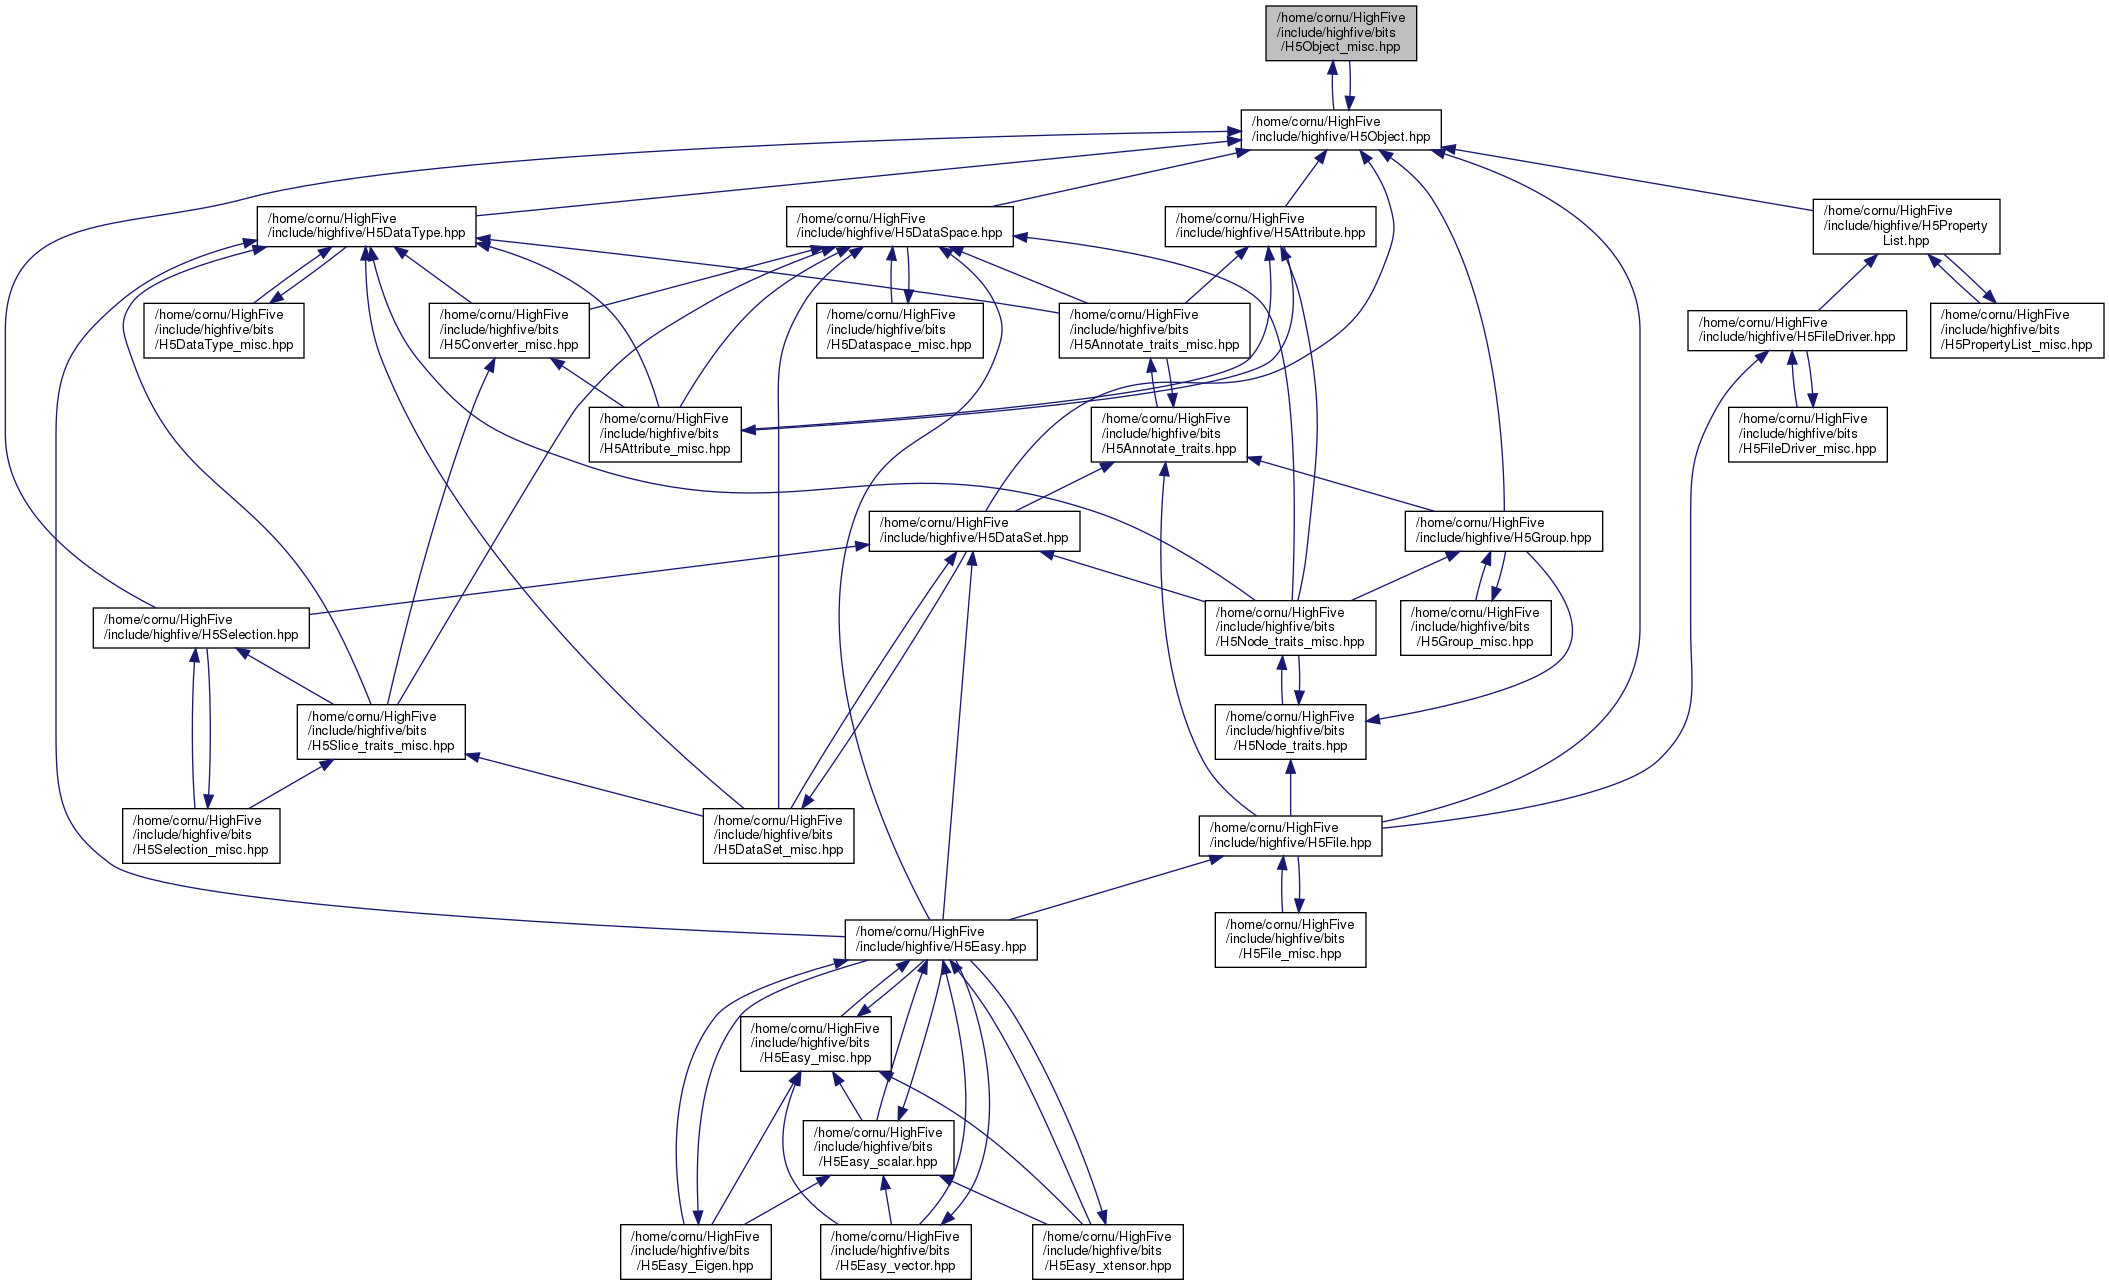 /home/cornu/HighFive
/include/highfive/bits
/H5Object_misc.hpp
/home/cornu/HighFive
/include/highfive/H5Object.hpp
/home/cornu/HighFive
/include/highfive/H5DataType.hpp
/home/cornu/HighFive
/include/highfive/H5DataSpace.hpp
/home/cornu/HighFive
/include/highfive/H5Attribute.hpp
/home/cornu/HighFive
/include/highfive/H5Property
List.hpp
/home/cornu/HighFive
/include/highfive/bits
/H5DataType_misc.hpp
/home/cornu/HighFive
/include/highfive/bits
/H5Converter_misc.hpp
/home/cornu/HighFive
/include/highfive/bits
/H5Dataspace_misc.hpp
/home/cornu/HighFive
/include/highfive/bits
/H5Annotate_traits_misc.hpp
/home/cornu/HighFive
/include/highfive/H5FileDriver.hpp
/home/cornu/HighFive
/include/highfive/bits
/H5PropertyList_misc.hpp
/home/cornu/HighFive
/include/highfive/bits
/H5Attribute_misc.hpp
/home/cornu/HighFive
/include/highfive/bits
/H5Annotate_traits.hpp
/home/cornu/HighFive
/include/highfive/bits
/H5FileDriver_misc.hpp
/home/cornu/HighFive
/include/highfive/H5DataSet.hpp
/home/cornu/HighFive
/include/highfive/H5Group.hpp
/home/cornu/HighFive
/include/highfive/H5Selection.hpp
/home/cornu/HighFive
/include/highfive/bits
/H5Node_traits_misc.hpp
/home/cornu/HighFive
/include/highfive/bits
/H5Group_misc.hpp
/home/cornu/HighFive
/include/highfive/bits
/H5Slice_traits_misc.hpp
/home/cornu/HighFive
/include/highfive/bits
/H5Node_traits.hpp
/home/cornu/HighFive
/include/highfive/bits
/H5Selection_misc.hpp
/home/cornu/HighFive
/include/highfive/bits
/H5DataSet_misc.hpp
/home/cornu/HighFive
/include/highfive/H5File.hpp
/home/cornu/HighFive
/include/highfive/H5Easy.hpp
/home/cornu/HighFive
/include/highfive/bits
/H5File_misc.hpp
/home/cornu/HighFive
/include/highfive/bits
/H5Easy_misc.hpp
/home/cornu/HighFive
/include/highfive/bits
/H5Easy_scalar.hpp
/home/cornu/HighFive
/include/highfive/bits
/H5Easy_Eigen.hpp
/home/cornu/HighFive
/include/highfive/bits
/H5Easy_vector.hpp
/home/cornu/HighFive
/include/highfive/bits
/H5Easy_xtensor.hpp